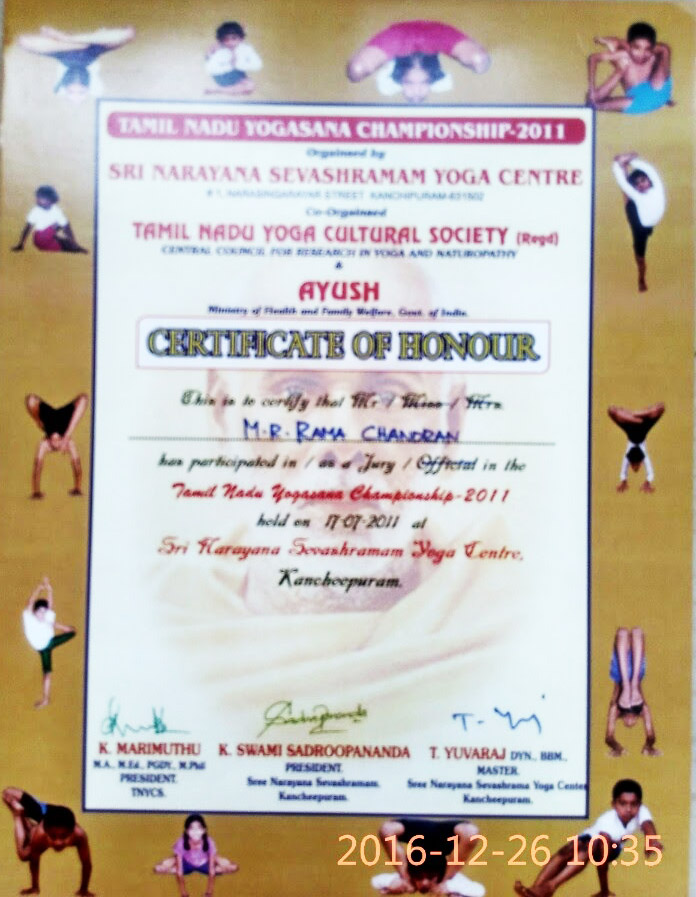 TAMIL NADU YOGASANA CHAMPIONSHIP-2011
Organised by
SRI NARAYANA SEVASHRAMAM YOGA CENTRE
# 1, NARASINGARAYAR STREET, KANCHIPURAM-631502
Co-Organised
TAMIL NADU YOGA CULTURAL SOCIETY (Regd)
CENTRAL COUNCIL FOR RESEARCH IN YOGA AND NATUROPATHY
&
AYUSH
Ministry of Health and Family Welfare, Govt. of India.
CERTIFICATE OF HONOUR
This is to certify that Mr / Miss / Mrs.
M.R. RAMA CHANDRAN
has participated in / as a Jury / Official in the
Tamil Nadu Yogasana Championship-2011
held on 17-07-2011 at
Sri Narayana Sevashramam Yoga Centre,
Kancheepuram.
T. Yuvi
K. MARIMUTHU K. SWAMI SADROOPANANDA T. YUVARAJ DYN., BBM.,
M.A., M.Ed., PGDY., M.Phil PRESIDENT, MASTER,
PRESIDENT, Sree Narayana Sevashramam, Sree Narayana Sevashrama Yoga Center
TNYCS. Kancheepuram. Kancheepuram.
2016-12-26 10:35